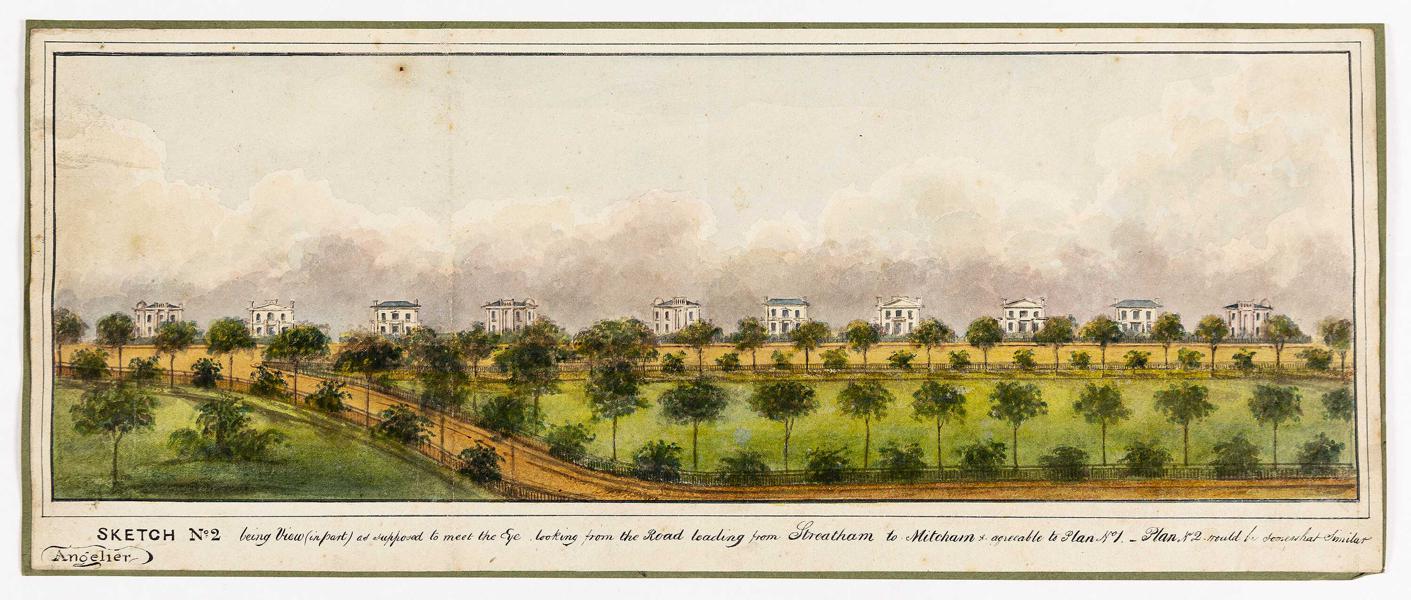 SKETCH Nº2 being View (in part) as supposed to meet the Eye looking from the Road leading from Streatham to Mitcham & agreeable to Plan Nº1. – Plan Nº2 would be somewhat Similar
Angelier